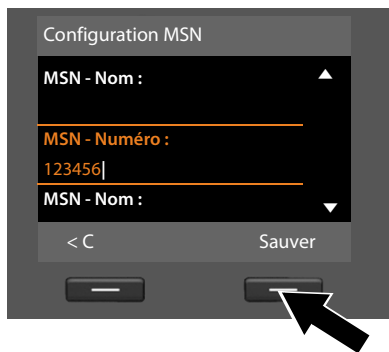 Configuration MSN
MSN - Nom :
MSN - Numéro :
123456
MSN - Nom :
< C Sauver